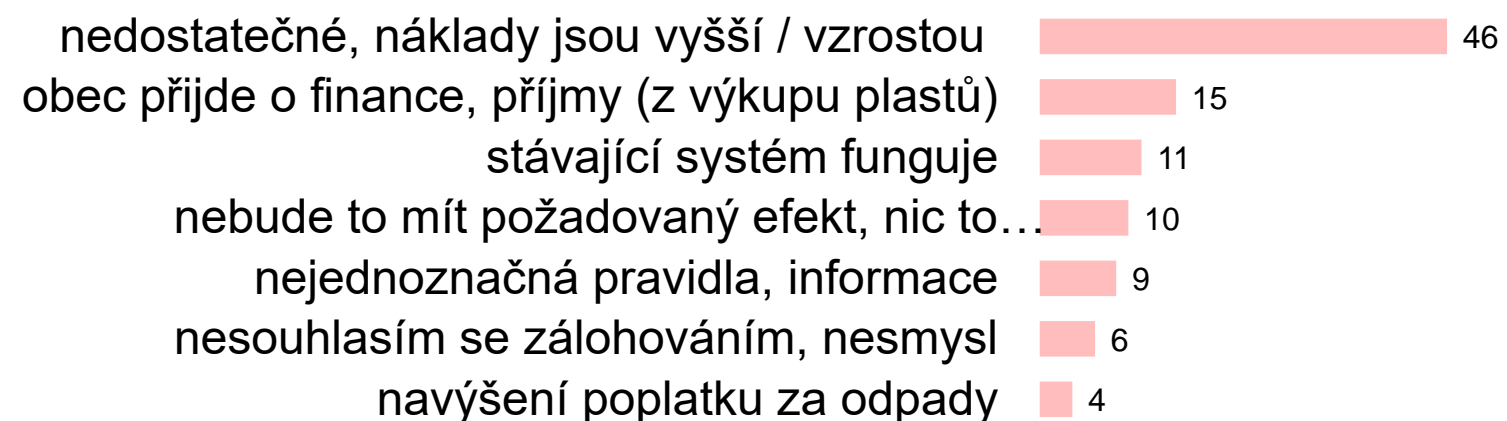 nedostatečné, náklady jsou vyšší / vzrostou 46
obec přijde o finance, příjmy (z výkupu plastů) 15
stávající systém funguje 11
nebude to mít požadovaný efekt, nic to… 10
nejednoznačná pravidla, informace 9
nesouhlasím se zálohováním, nesmysl 6
navýšení poplatku za odpady 4